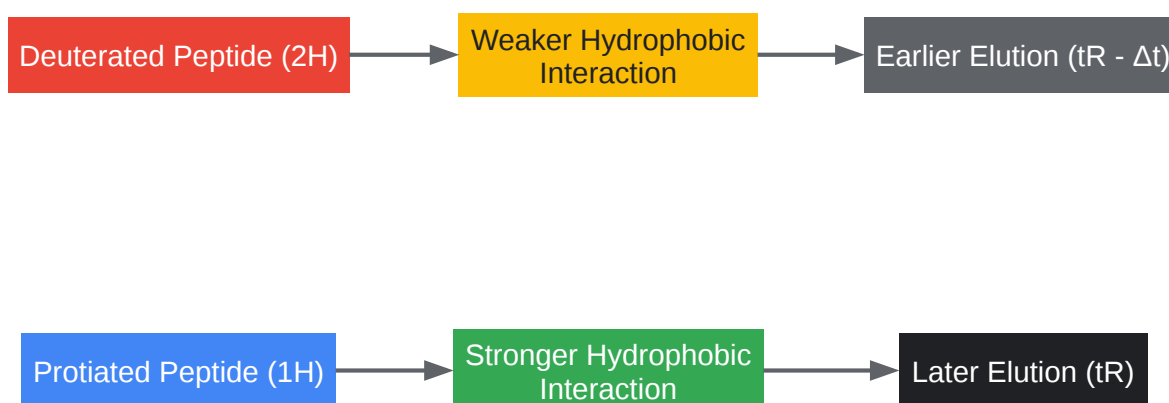 Deuterated Peptide (2H)
Weaker Hydrophobic
Interaction
Earlier Elution (tR - Δt)
Protiated Peptide (1H)
Stronger Hydrophobic
Interaction
Later Elution (tR)